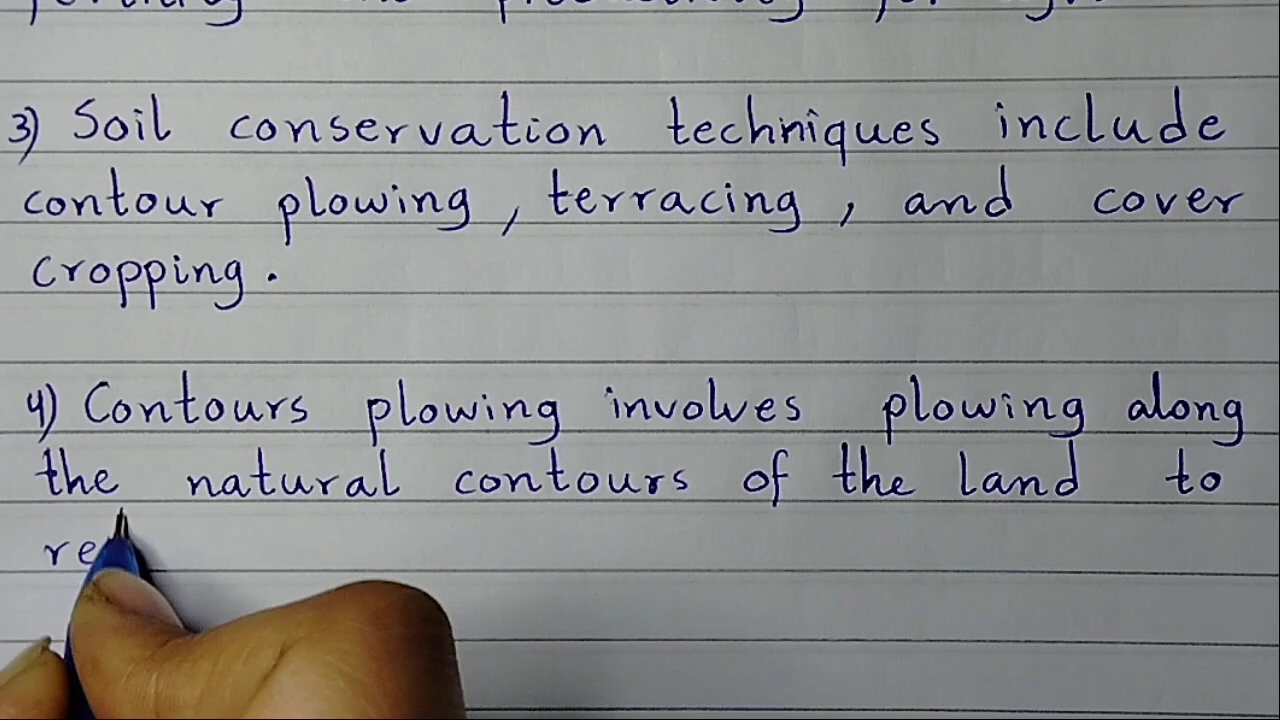 3) Soil conservation techniques include
contour plowing, terracing, and cover
cropping.
4) Contours plowing involves plowing along
the natural contours of the land to
re